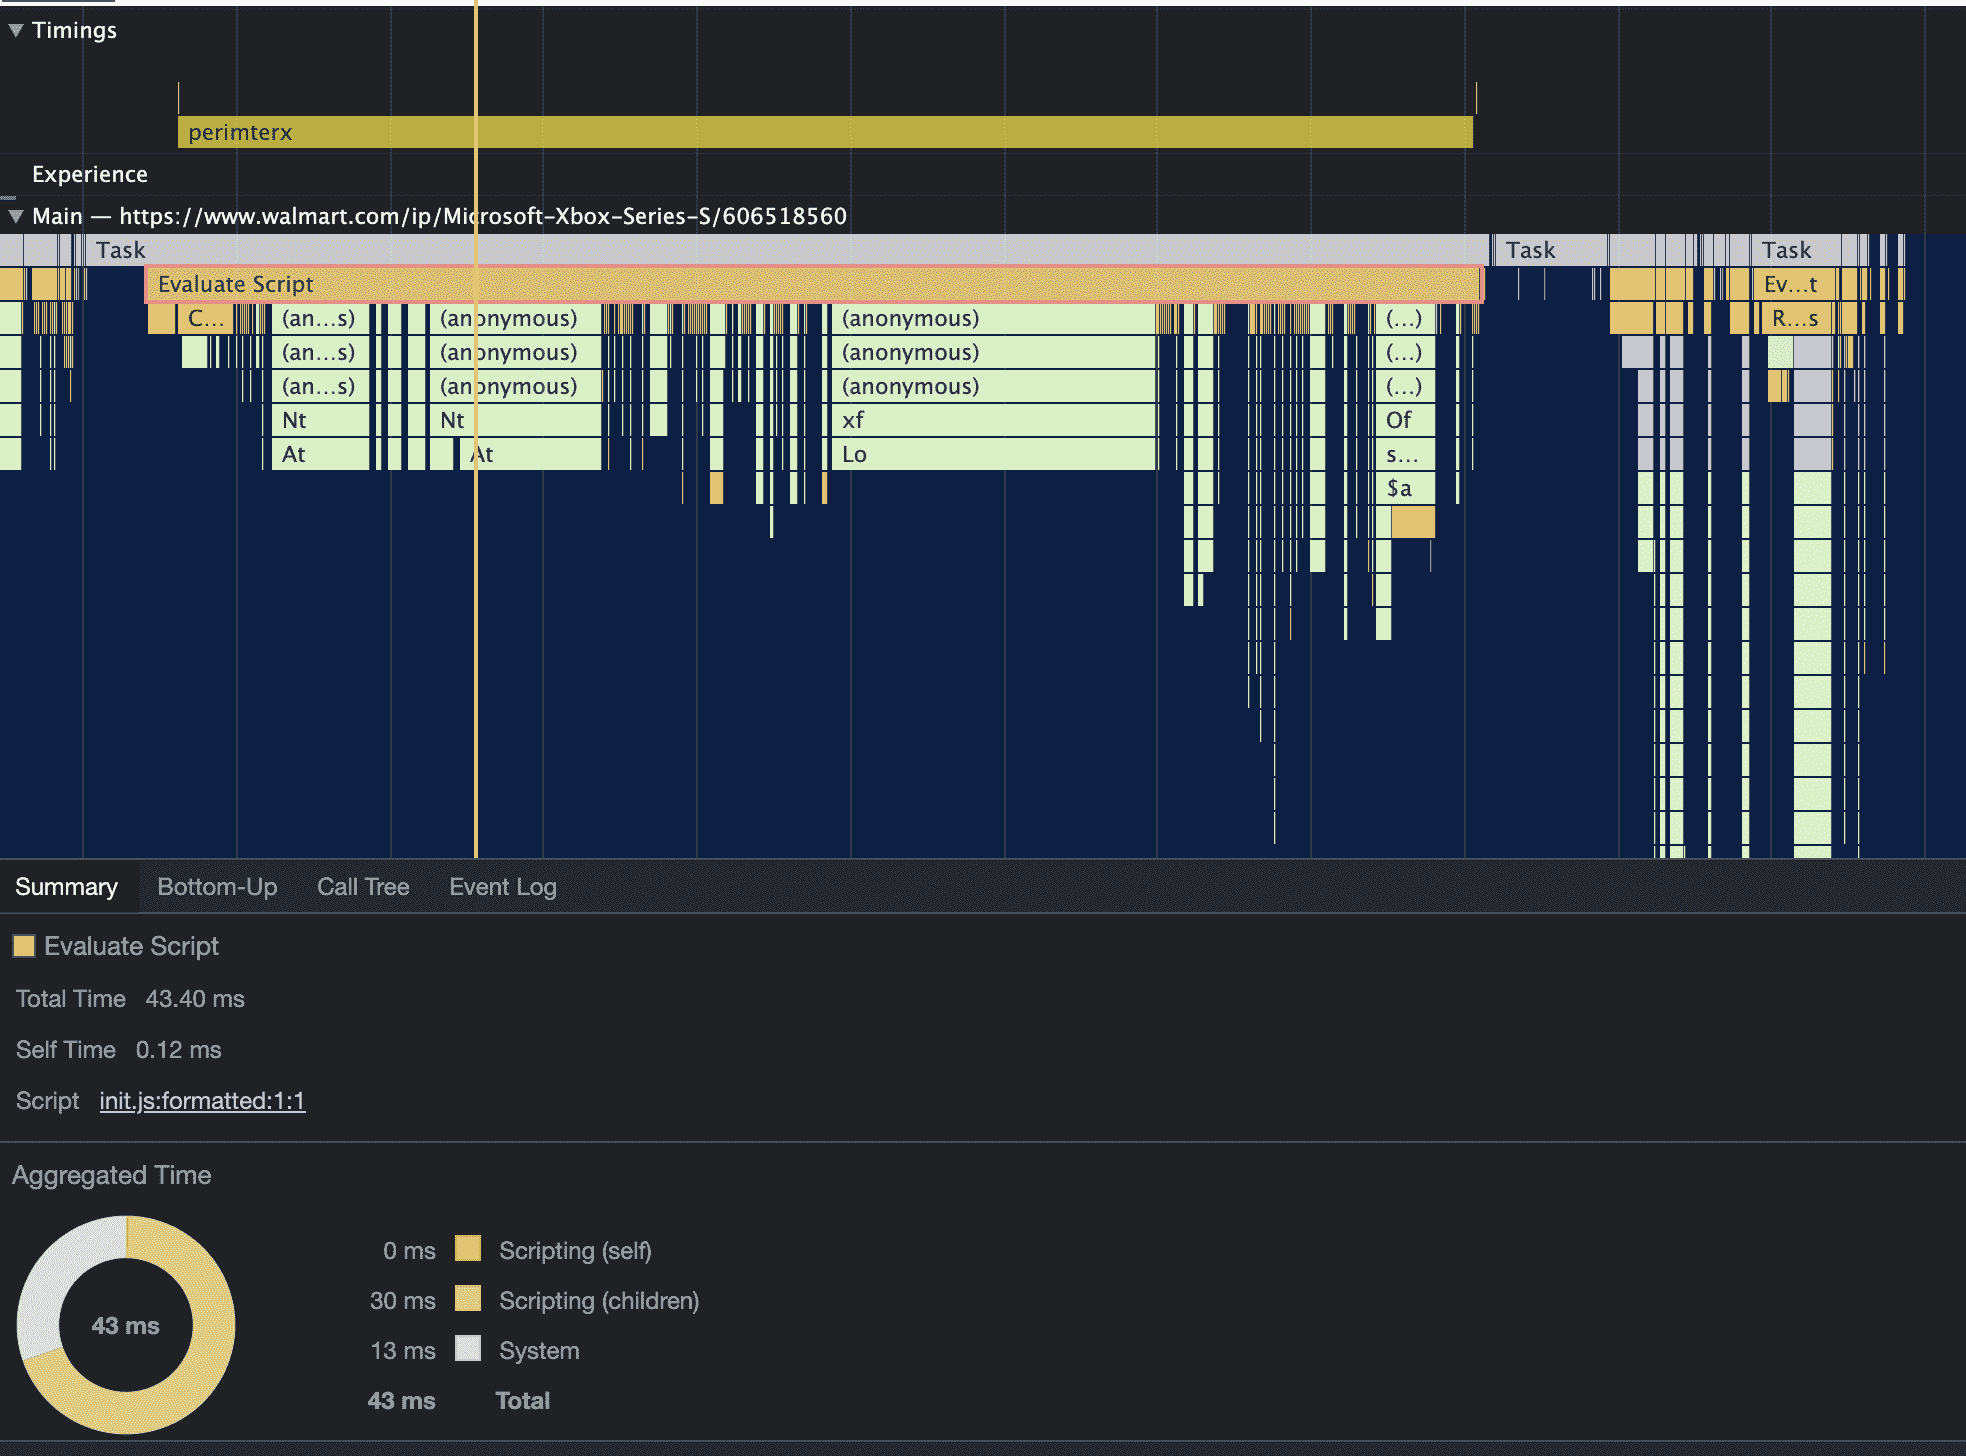 Timings
perimterx
Experience
Main — https://www.walmart.com/ip/Microsoft-Xbox-Series-S/606518560
Task Task Task
Evaluate Script Ev...t
C... (an...s) (anonymous) (anonymous) (...) R...s
(an...s) (anonymous) (anonymous) (...)
(an...s) (anonymous) (anonymous) (...)
Nt Nt xf Of
At At Lo s...
$a
Summary Bottom-Up Call Tree Event Log
Evaluate Script
Total Time 43.40 ms
Self Time 0.12 ms
Script init.js:formatted:1:1
Aggregated Time
43 ms
0 ms Scripting (self)
30 ms Scripting (children)
13 ms System
43 ms Total